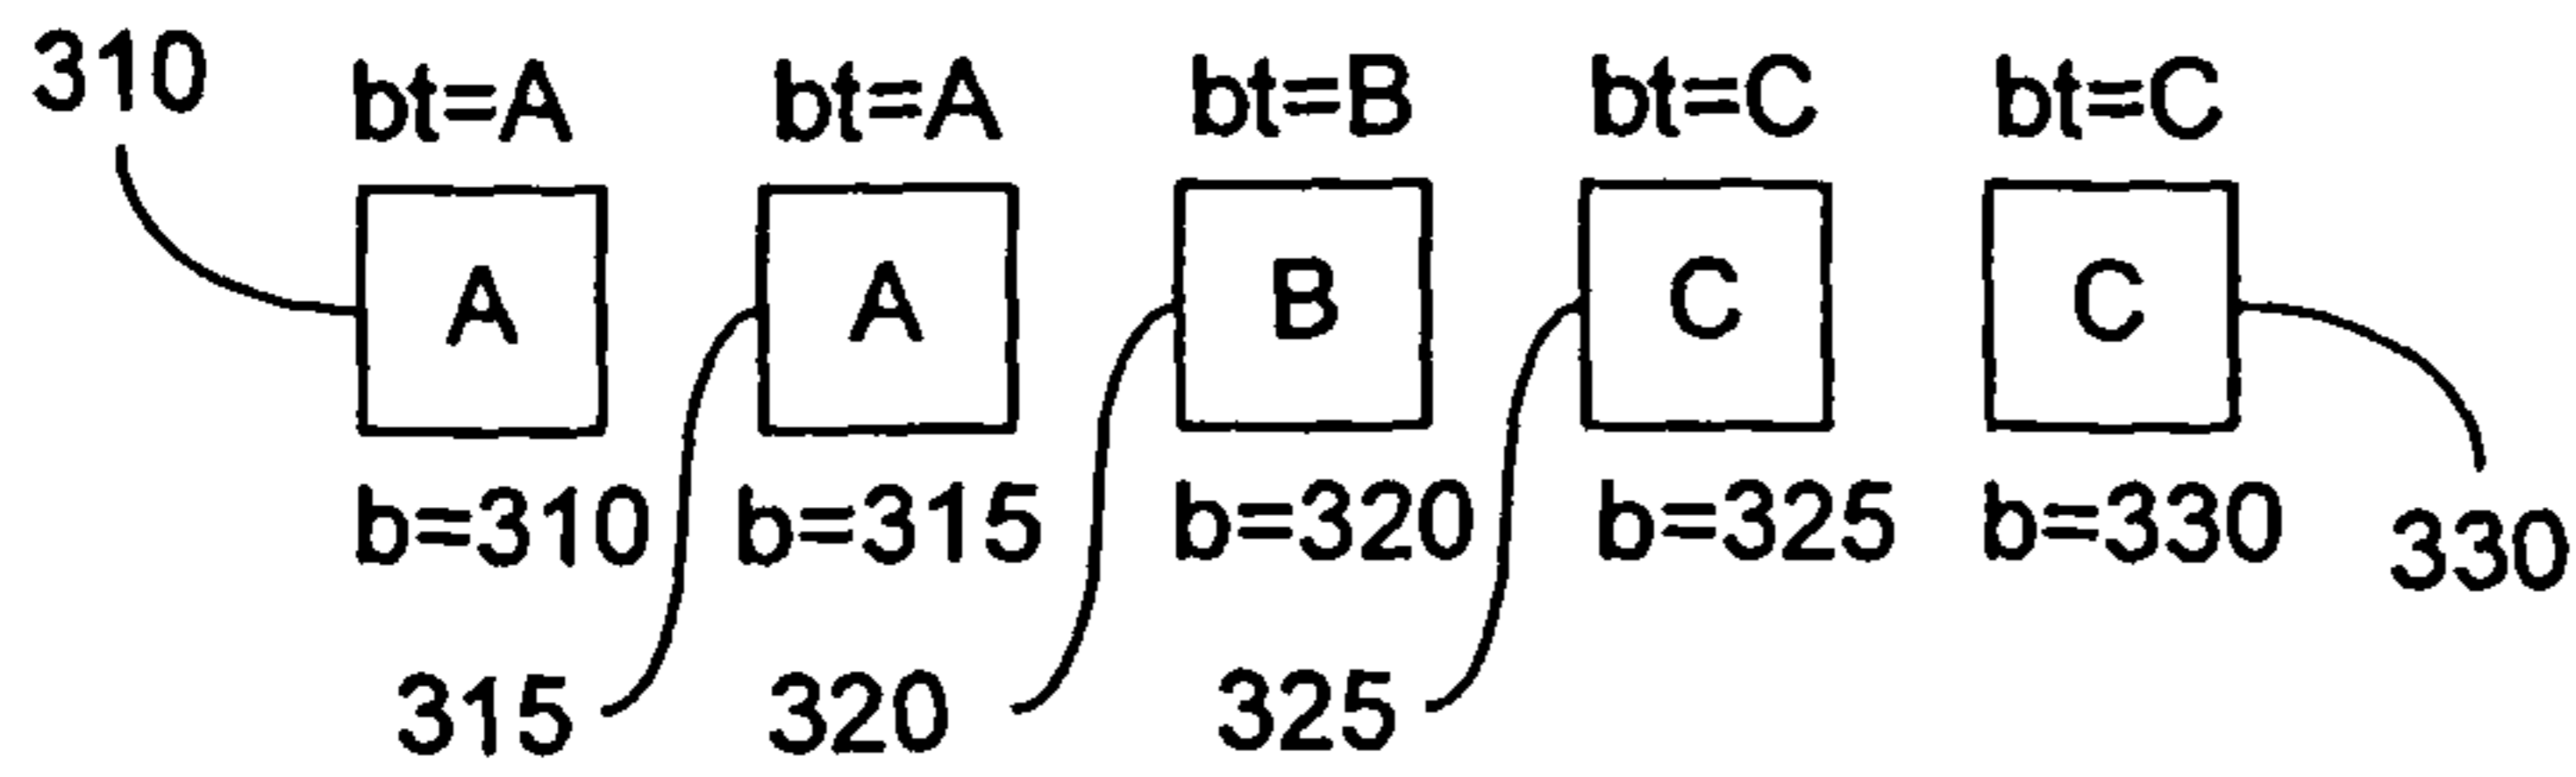 310 bt=A bt=A bt=B bt=C bt=C
A A B C C
b=310 b=315 b=320 b=325 b=330 330
315 320 325